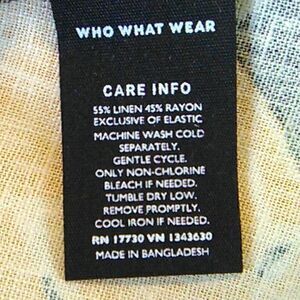 WHO WHAT WEAR
CARE INFO
55% LINEN 45% RAYON
EXCLUSIVE OF ELASTIC
MACHINE WASH COLD
SEPARATELY.
GENTLE CYCLE.
ONLY NON-CHLORINE
BLEACH IF NEEDED.
TUMBLE DRY LOW.
REMOVE PROMPTLY.
COOL IRON IF NEEDED.
RN 17730 VN 1343630
MADE IN BANGLADESH